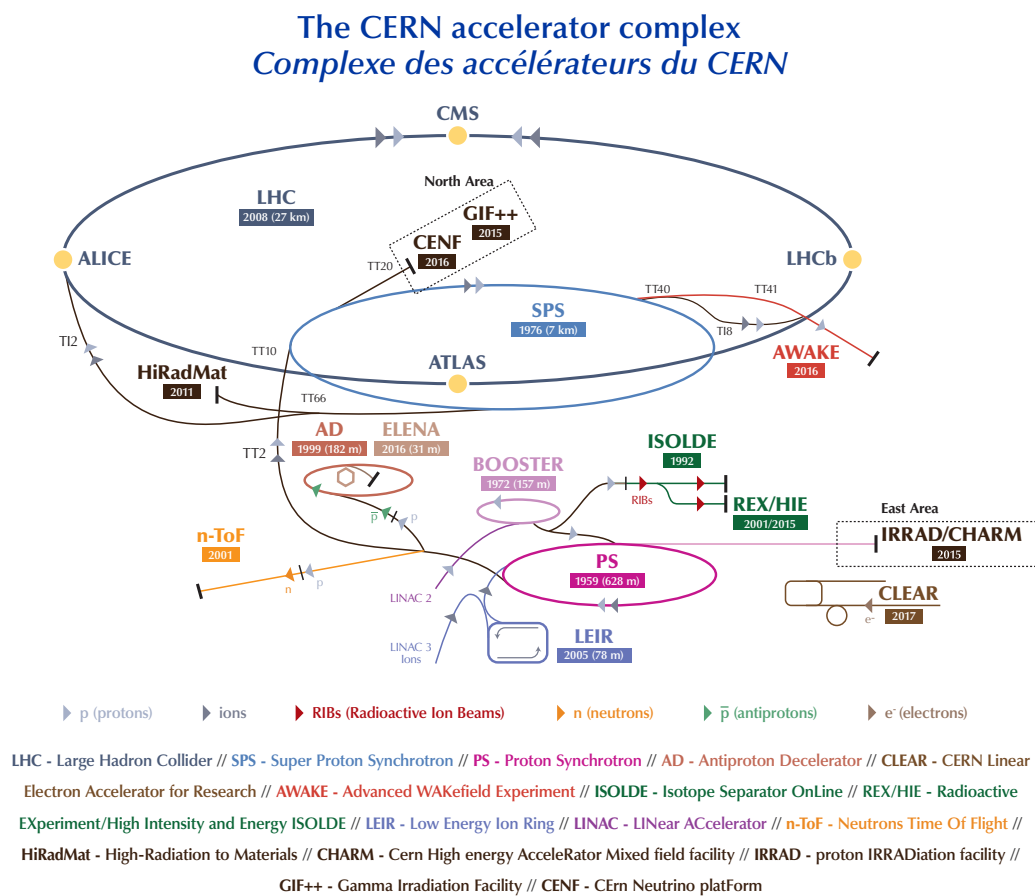 The CERN accelerator complex
Complexe des accélérateurs du CERN
CMS
North Area
LHC
2008 (27 km)
GIF++
2015
CENF
2016
ALICE
LHCb
TT20
TT40
TT41
SPS
1976 (7 km)
TI8
TI2
TT10
ATLAS
AWAKE
2016
HiRadMat
2011
TT66
AD
1999 (182 m)
ELENA
2016 (31 m)
TT2
ISOLDE
1992
BOOSTER
1972 (157 m)
RIBs
REX/HIE
2001/2015
East Area
p̅
p
n-ToF
2001
IRRAD/CHARM
2015
PS
1959 (628 m)
n
p
LINAC 2
CLEAR
2017
e-
LINAC 3
Ions
LEIR
2005 (78 m)
p (protons)
ions
RIBs (Radioactive Ion Beams)
n (neutrons)
p̅ (antiprotons)
e- (electrons)
LHC - Large Hadron Collider // SPS - Super Proton Synchrotron // PS - Proton Synchrotron // AD - Antiproton Decelerator // CLEAR - CERN Linear
Electron Accelerator for Research // AWAKE - Advanced WAKefield Experiment // ISOLDE - Isotope Separator OnLine // REX/HIE - Radioactive
EXperiment/High Intensity and Energy ISOLDE // LEIR - Low Energy Ion Ring // LINAC - LINear ACcelerator // n-ToF - Neutrons Time Of Flight //
HiRadMat - High-Radiation to Materials // CHARM - Cern High energy AcceleRator Mixed field facility // IRRAD - proton IRRADiation facility //
GIF++ - Gamma Irradiation Facility // CENF - CErn Neutrino platForm